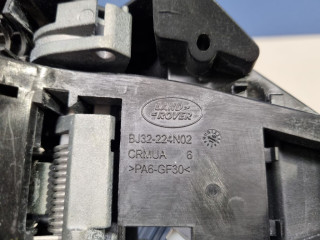 LAND-
ROVER
BJ32-224N02
CRMUA 6
>PA6-GF30<